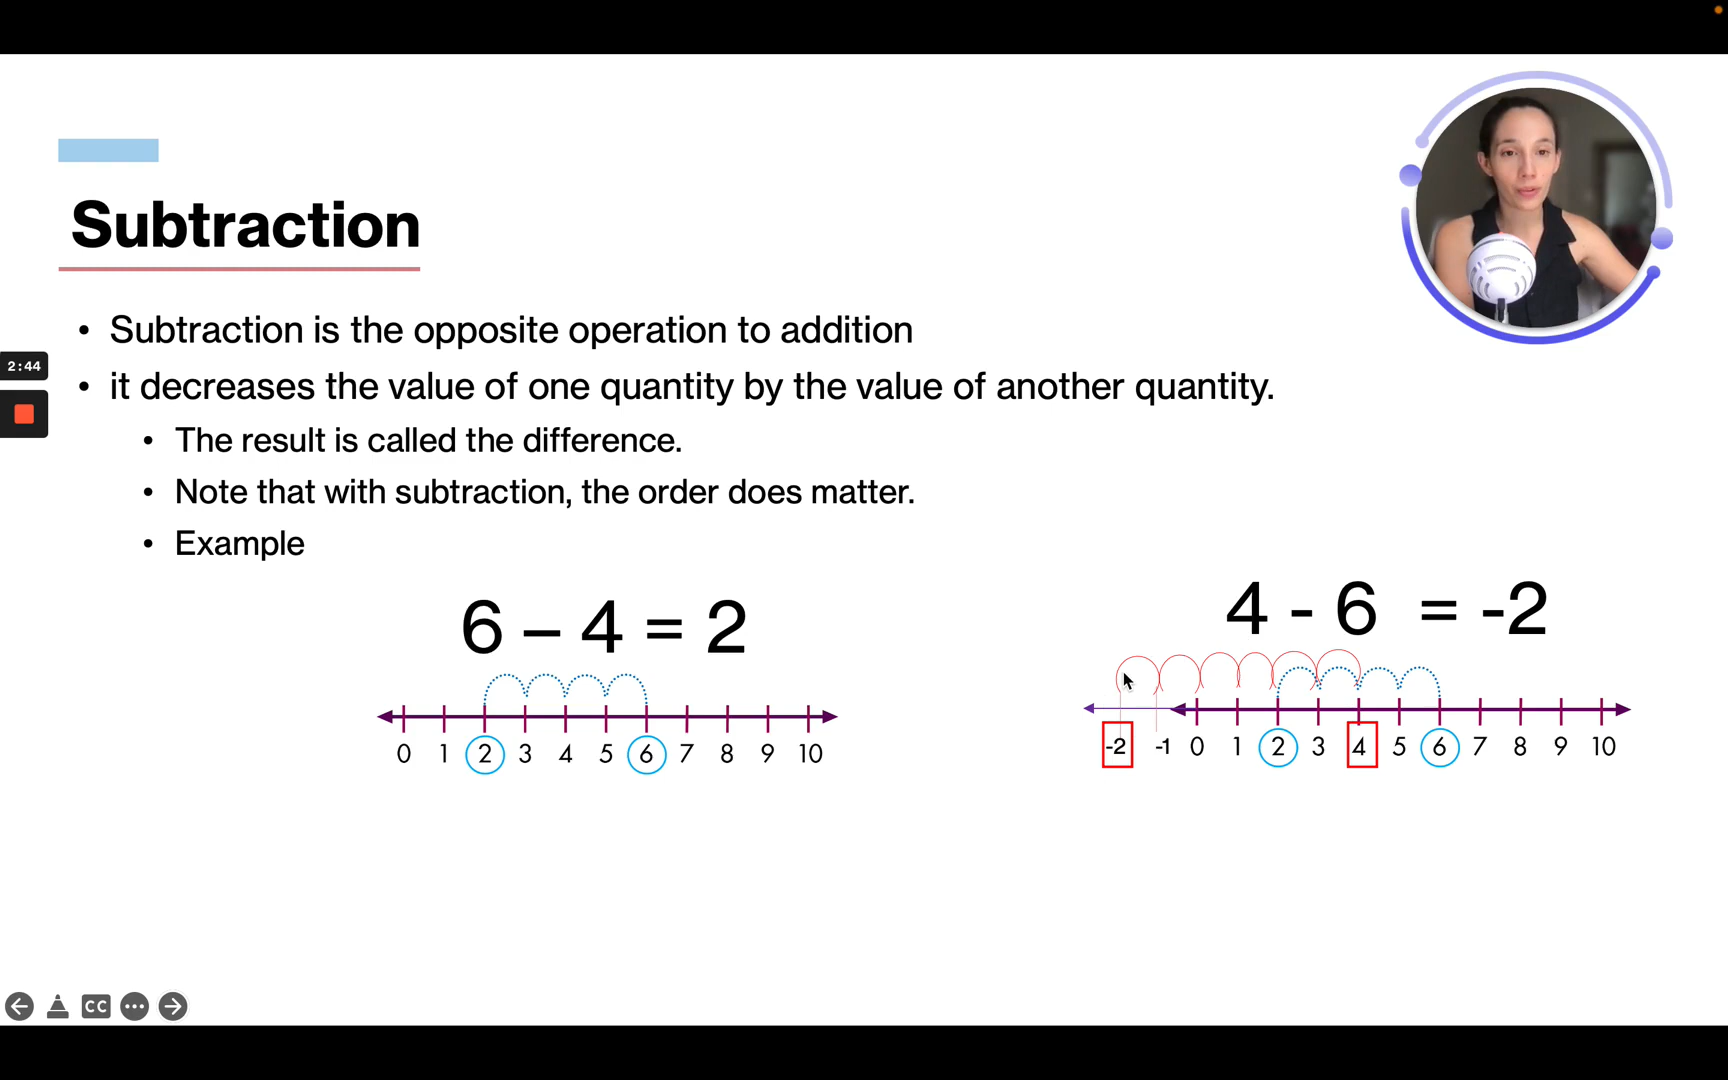 Subtraction
• Subtraction is the opposite operation to addition
2:44
• it decreases the value of one quantity by the value of another quantity.
• The result is called the difference.
• Note that with subtraction, the order does matter.
• Example
6 – 4 = 2
0 1 2 3 4 5 6 7 8 9 10
4 - 6 = -2
-2 -1 0 1 2 3 4 5 6 7 8 9 10
CC